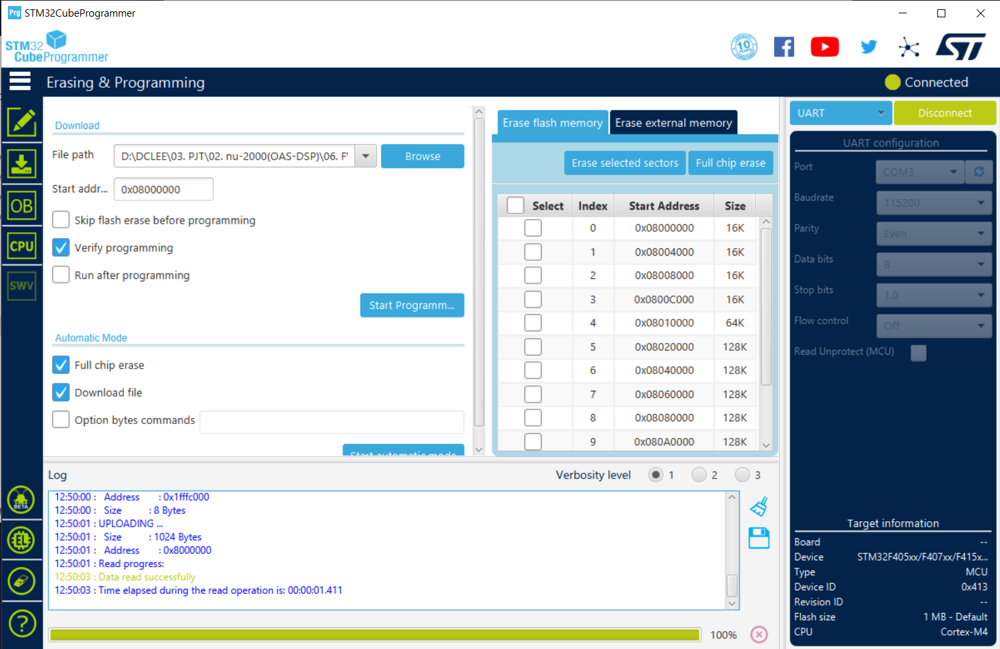 Prg STM32CubeProgrammer
STM32
CubeProgrammer
10 YEARS
ST
Erasing & Programming
Connected
Download
File path
D:\DCLEE\03. PJT\02. nu-2000(OAS-DSP)\06. F
Browse
Start addr...
0x08000000
Skip flash erase before programming
Verify programming
Run after programming
Start Programm...
Automatic Mode
Full chip erase
Download file
Option bytes commands
Start automatic mode
OB
CPU
SWV
BETA
?
Erase flash memory
Erase external memory
Erase selected sectors
Full chip erase
Select Index Start Address Size
0 0x08000000 16K
1 0x08004000 16K
2 0x08008000 16K
3 0x0800C000 16K
4 0x08010000 64K
5 0x08020000 128K
6 0x08040000 128K
7 0x08060000 128K
8 0x08080000 128K
9 0x080A0000 128K
UART
Disconnect
UART configuration
Port COM3
Baudrate 115200
Parity Even
Data bits 8
Stop bits 1.0
Flow control Off
Read Unprotect (MCU)
Log
Verbosity level 1 2 3
12:50:00 : Address : 0x1fffc000
12:50:00 : Size : 8 Bytes
12:50:01 : UPLOADING ...
12:50:01 : Size : 1024 Bytes
12:50:01 : Address : 0x8000000
12:50:01 : Read progress:
12:50:03 : Data read successfully
12:50:03 : Time elapsed during the read operation is: 00:00:01.411
100%
Target information
Board --
Device STM32F405xx/F407xx/F415x...
Type MCU
Device ID 0x413
Revision ID --
Flash size 1 MB - Default
CPU Cortex-M4